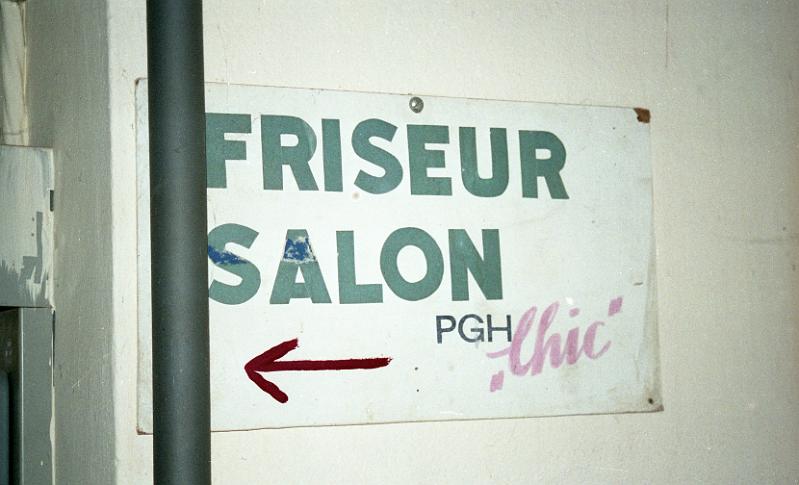 FRISEUR
SALON
PGH „Chic"